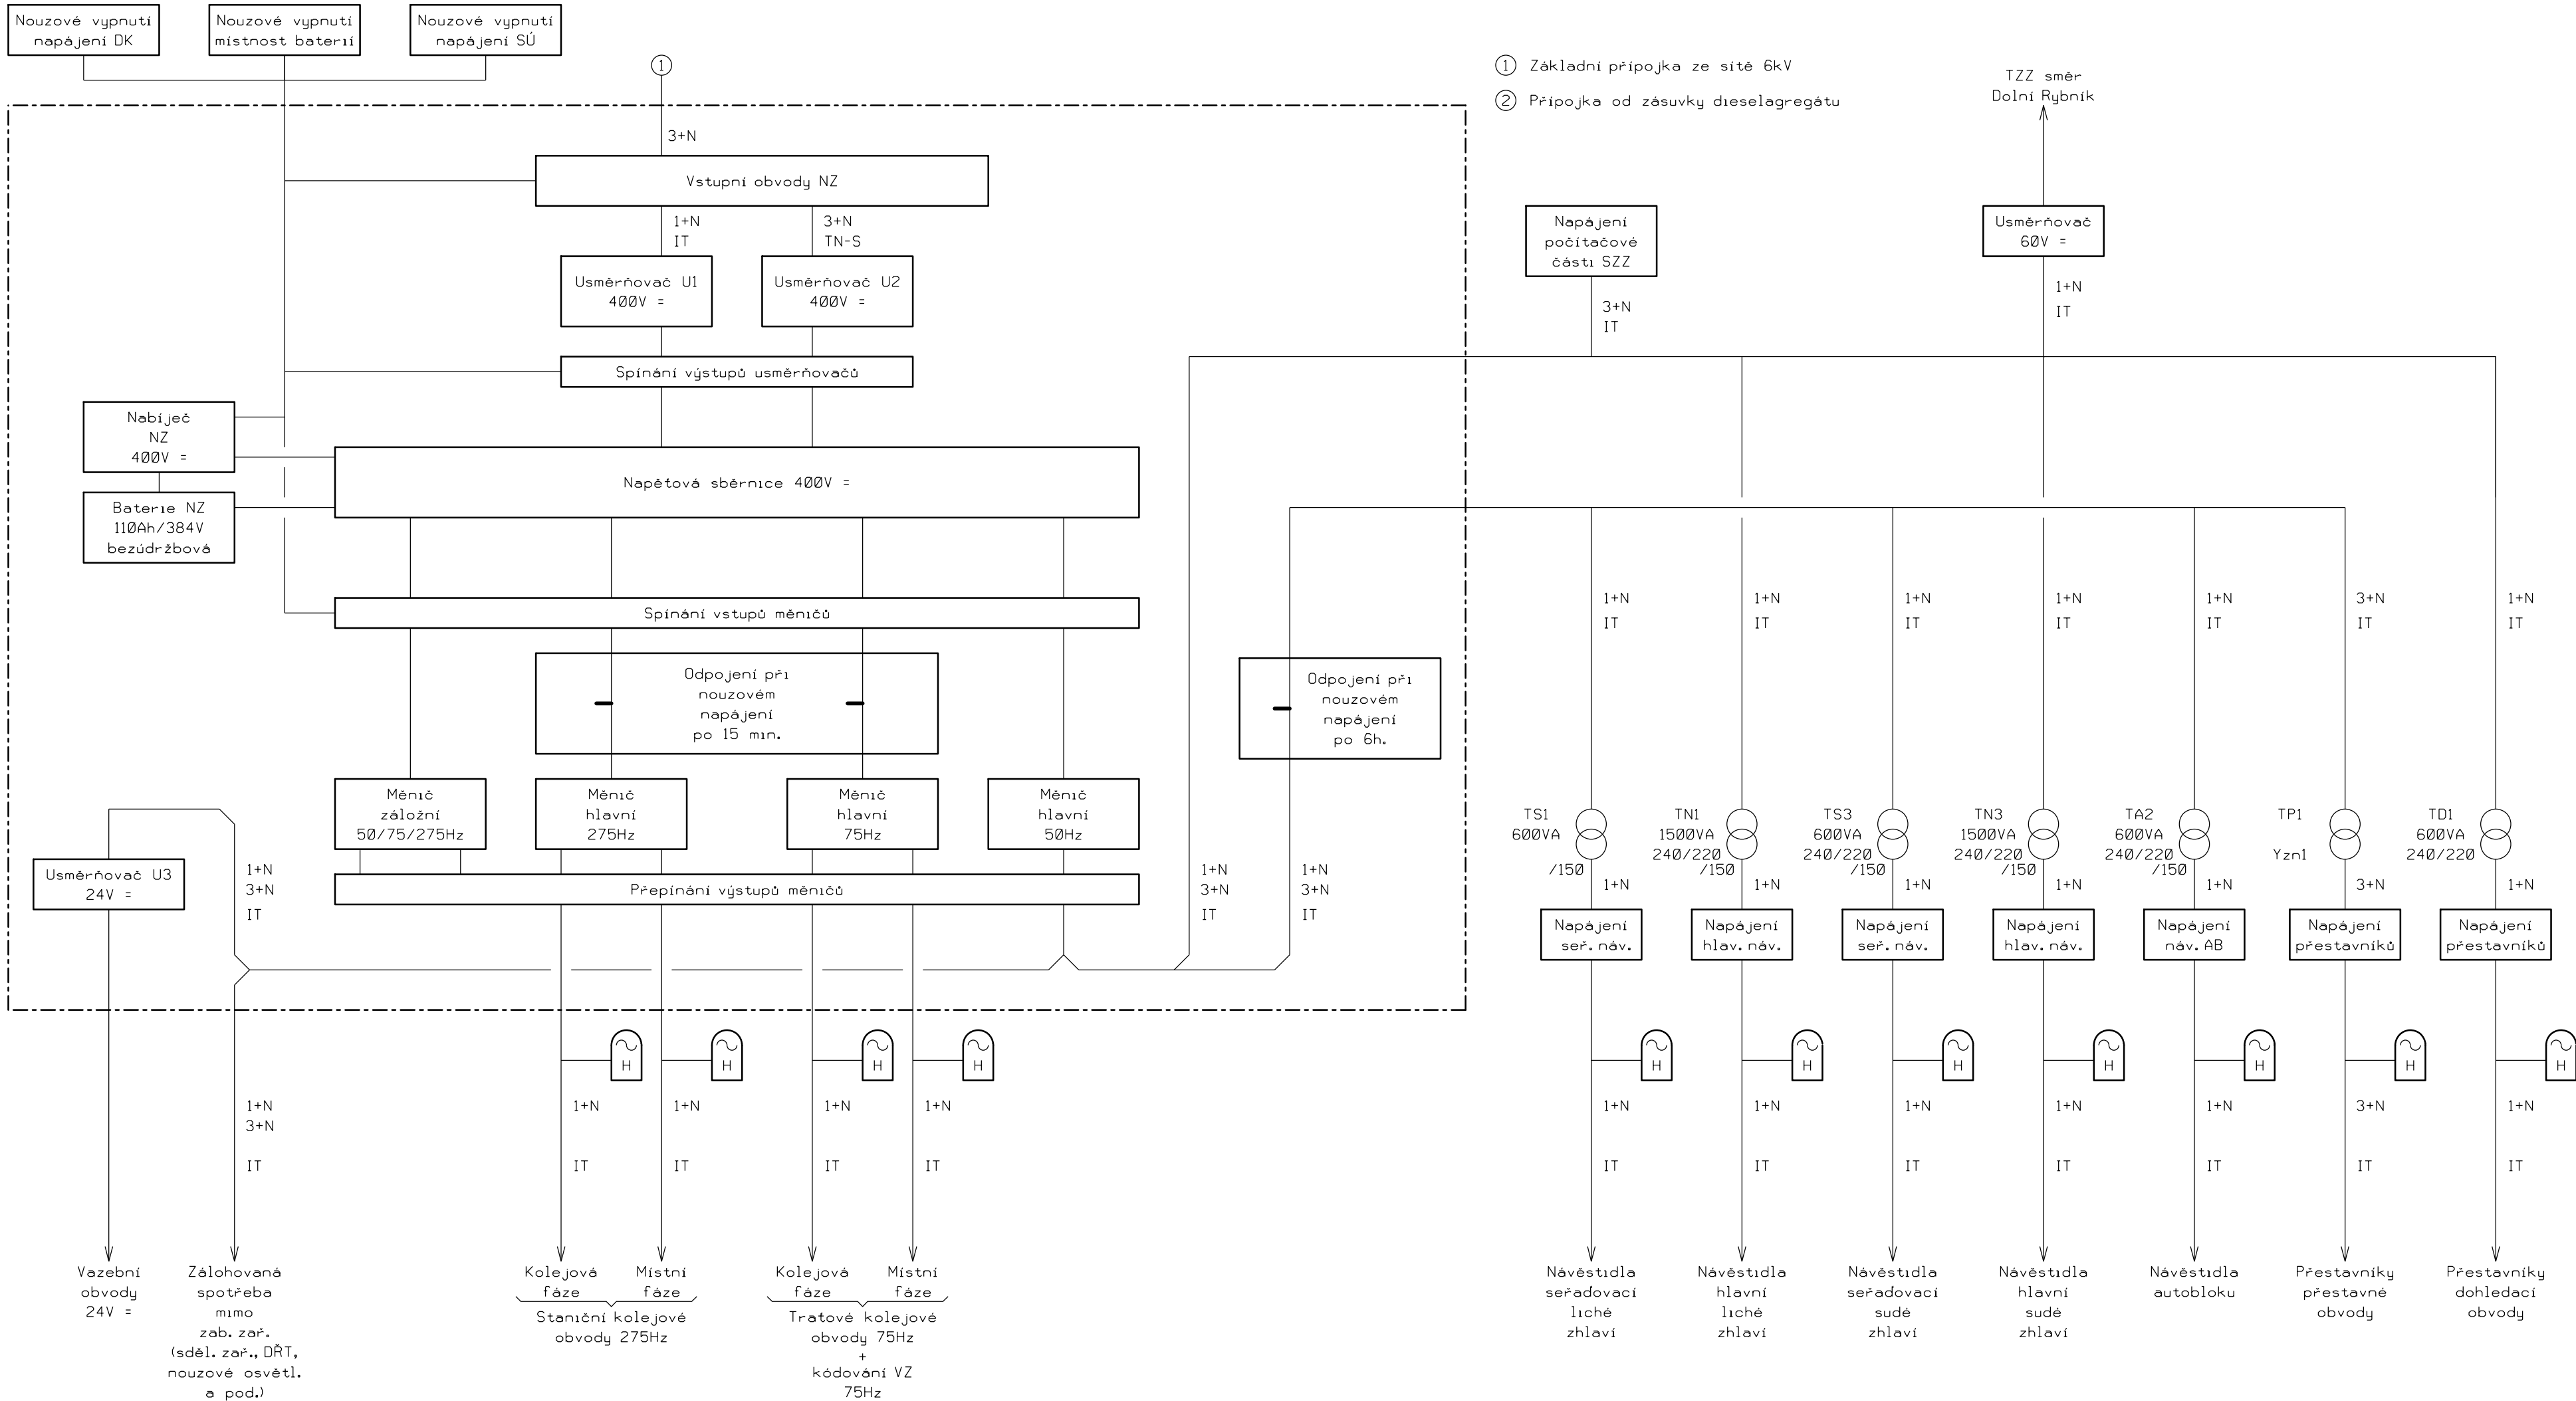 Nouzové vypnutí
napájení DK
Nouzové vypnutí
místnost baterií
Nouzové vypnutí
napájení SÚ
1
1 Základní přípojka ze sítě 6kV
2 Přípojka od zásuvky dieselagregátu
TZZ směr
Dolní Rybník
3+N
Vstupní obvody NZ
1+N
IT
3+N
TN-S
Usměrňovač U1
400V =
Usměrňovač U2
400V =
Napájení
počítačové
části SZZ
3+N
IT
Usměrňovač
60V =
1+N
IT
Spínání výstupů usměrňovačů
Nabíječ
NZ
400V =
Napěťová sběrnice 400V =
Baterie NZ
110Ah/384V
bezúdržbová
Spínání vstupů měničů
Odpojení při
nouzovém
napájení
po 15 min.
Odpojení při
nouzovém
napájení
po 6h.
1+N
IT
1+N
IT
1+N
IT
1+N
IT
1+N
IT
3+N
IT
1+N
IT
Měnič
záložní
50/75/275Hz
Měnič
hlavní
275Hz
Měnič
hlavní
75Hz
Měnič
hlavní
50Hz
Usměrňovač U3
24V =
1+N
3+N
IT
Přepínání výstupů měničů
1+N
3+N
IT
1+N
3+N
IT
TS1
600VA
/150
TN1
1500VA
240/220
/150
TS3
600VA
240/220
/150
TN3
1500VA
240/220
/150
TA2
600VA
240/220
/150
TP1
Yzn1
TD1
600VA
240/220
1+N
1+N
1+N
1+N
1+N
3+N
1+N
Napájení
seř. náv.
Napájení
hlav. náv.
Napájení
seř. náv.
Napájení
hlav. náv.
Napájení
náv. AB
Napájení
přestavníků
Napájení
přestavníků
H
H
H
H
H
H
H
H
H
H
H
1+N
3+N
IT
1+N
IT
1+N
IT
1+N
IT
1+N
IT
1+N
IT
1+N
IT
1+N
IT
1+N
IT
1+N
IT
3+N
IT
1+N
IT
Vazební
obvody
24V =
Zálohovaná
spotřeba
mimo
zab. zař.
(sděl. zař., DŘT,
nouzové osvětl.
a pod.)
Kolejová
fáze
Místní
fáze
Staniční kolejové
obvody 275Hz
Kolejová
fáze
Místní
fáze
Traťové kolejové
obvody 75Hz
+
kódování VZ
75Hz
Návěstidla
seřaďovací
liché
zhlaví
Návěstidla
hlavní
liché
zhlaví
Návěstidla
seřaďovací
sudé
zhlaví
Návěstidla
hlavní
sudé
zhlaví
Návěstidla
autobloku
Přestavníky
přestavné
obvody
Přestavníky
dohledací
obvody